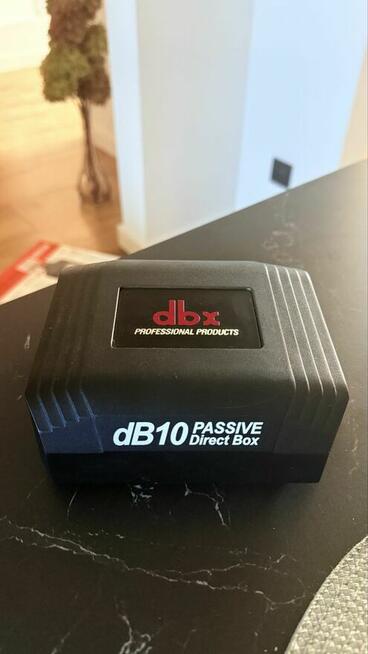 dbx
PROFESSIONAL PRODUCTS
dB10 PASSIVE
Direct Box